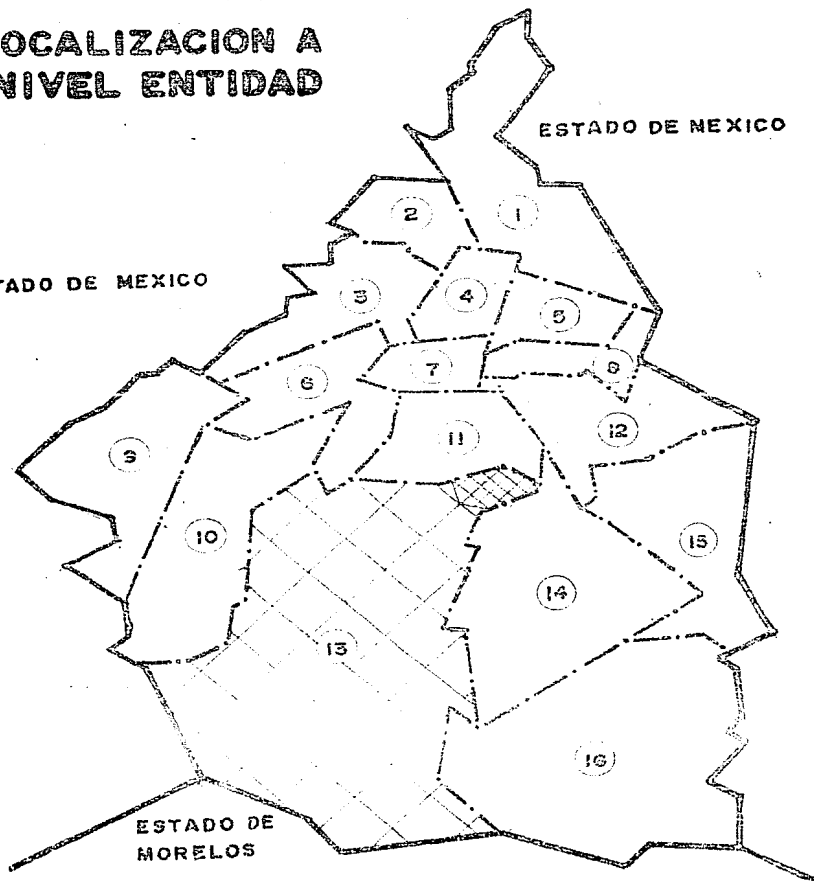 OCALIZACION A
NIVEL ENTIDAD
ESTADO DE MEXICO
2
1
TADO DE MEXICO
3
4
5
6
7
8
9
11
12
10
15
14
13
16
ESTADO DE
MORELOS